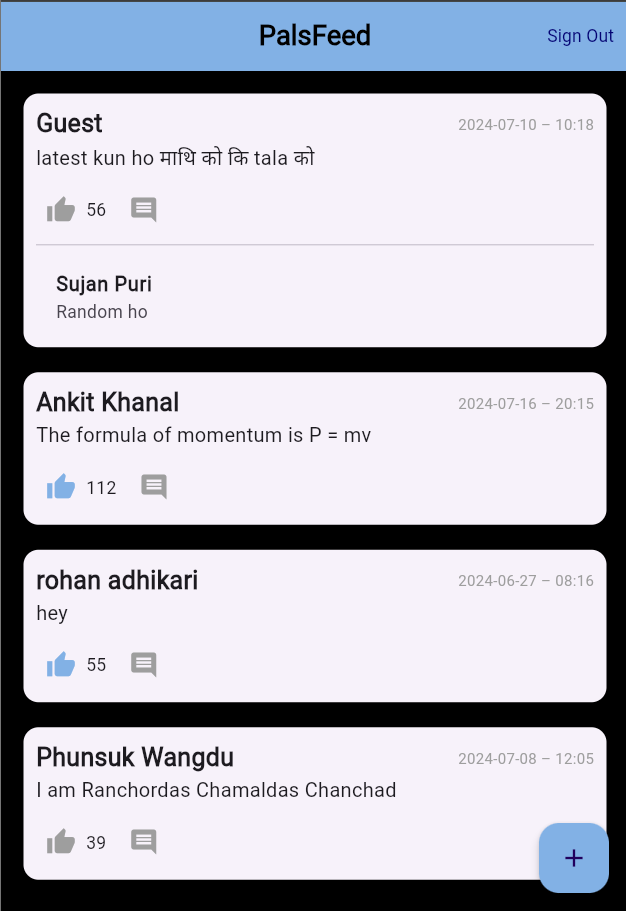 PalsFeed
Sign Out
Guest
2024-07-10 – 10:18
latest kun ho माथि को कि tala को
56
Sujan Puri
Random ho
Ankit Khanal
2024-07-16 – 20:15
The formula of momentum is P = mv
112
rohan adhikari
2024-06-27 – 08:16
hey
55
Phunsuk Wangdu
2024-07-08 – 12:05
I am Ranchordas Chamaldas Chanchad
39
+